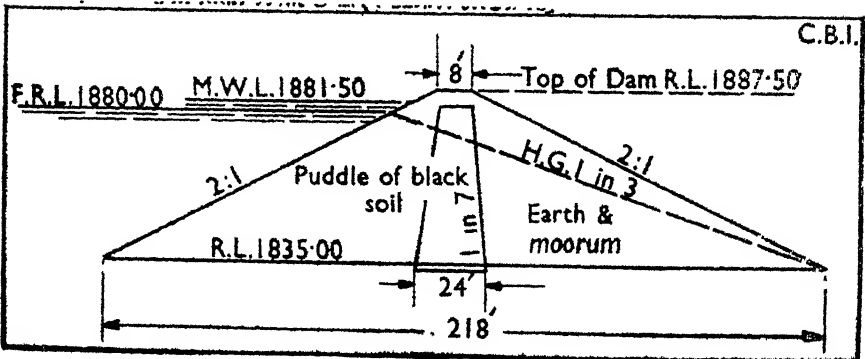 C.B.I.
8′
F.R.L. 1880·00
M.W.L. 1881·50
Top of Dam R.L. 1887·50
2:1
H.G. 1 in 3
2:1
Puddle of black
soil
1 in 7
Earth &
moorum
R.L. 1835·00
24′
218′